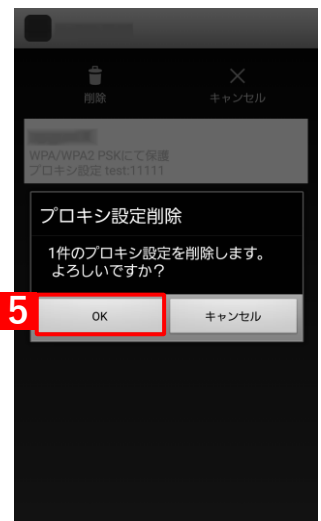 削除
キャンセル
WPA/WPA2 PSKにて保護
プロキシ設定 test:11111
プロキシ設定削除
1件のプロキシ設定を削除します。
よろしいですか？
5
OK
キャンセル